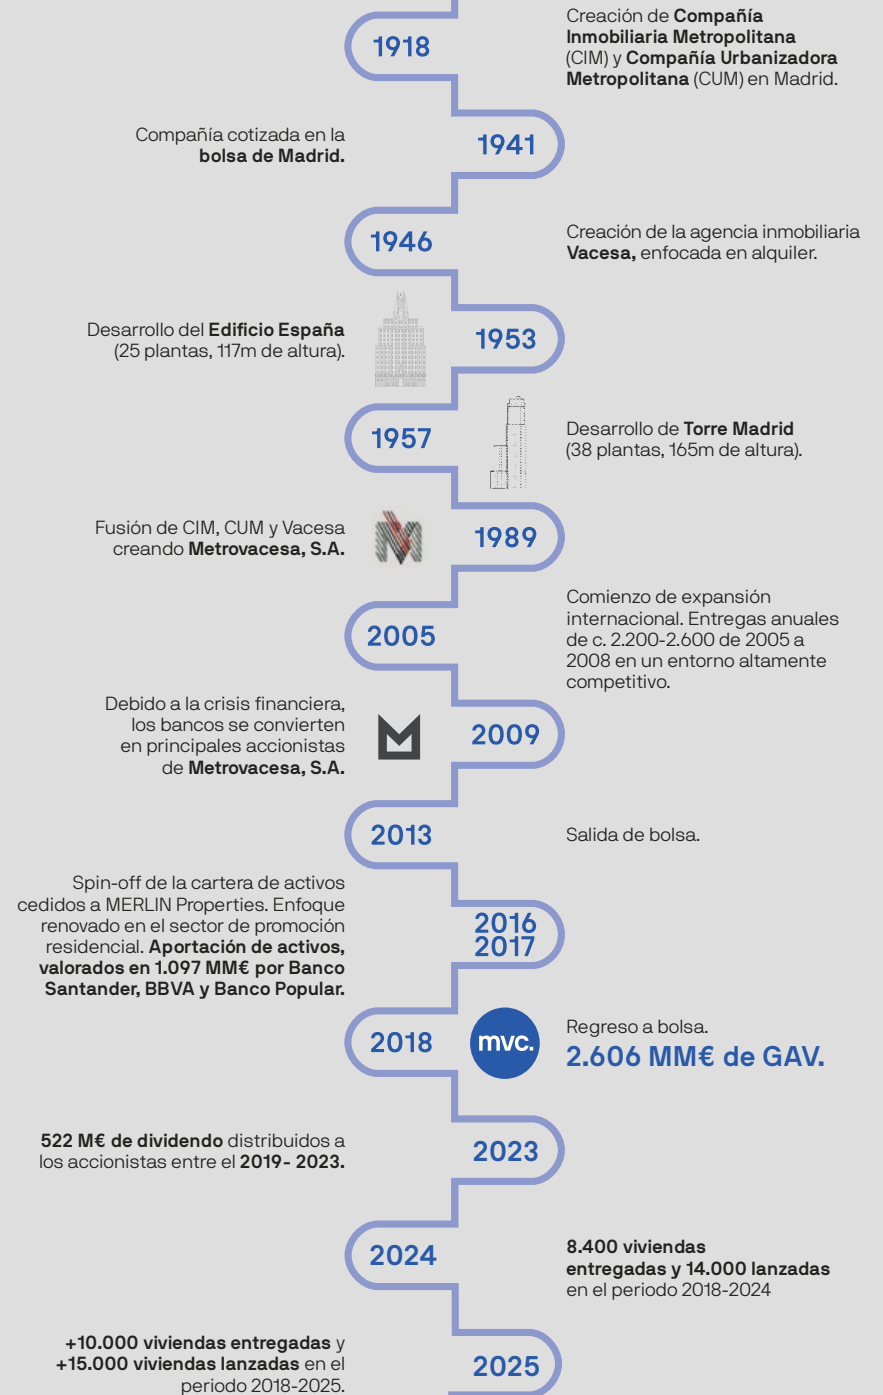 1918
Creación de Compañía
Inmobiliaria Metropolitana
(CIM) y Compañía Urbanizadora
Metropolitana (CUM) en Madrid.
Compañía cotizada en la
bolsa de Madrid.
1941
1946
Creación de la agencia inmobiliaria
Vacesa, enfocada en alquiler.
Desarrollo del Edificio España
(25 plantas, 117m de altura).
1953
1957
Desarrollo de Torre Madrid
(38 plantas, 165m de altura).
Fusión de CIM, CUM y Vacesa
creando Metrovacesa, S.A.
1989
2005
Comienzo de expansión
internacional. Entregas anuales
de c. 2.200-2.600 de 2005 a
2008 en un entorno altamente
competitivo.
Debido a la crisis financiera,
los bancos se convierten
en principales accionistas
de Metrovacesa, S.A.
2009
2013
Salida de bolsa.
Spin-off de la cartera de activos
cedidos a MERLIN Properties. Enfoque
renovado en el sector de promoción
residencial. Aportación de activos,
valorados en 1.097 MM€ por Banco
Santander, BBVA y Banco Popular.
2016
2017
2018
mvc.
Regreso a bolsa.
2.606 MM€ de GAV.
522 M€ de dividendo distribuidos a
los accionistas entre el 2019- 2023.
2023
2024
8.400 viviendas
entregadas y 14.000 lanzadas
en el periodo 2018-2024
+10.000 viviendas entregadas y
+15.000 viviendas lanzadas en el
periodo 2018-2025.
2025